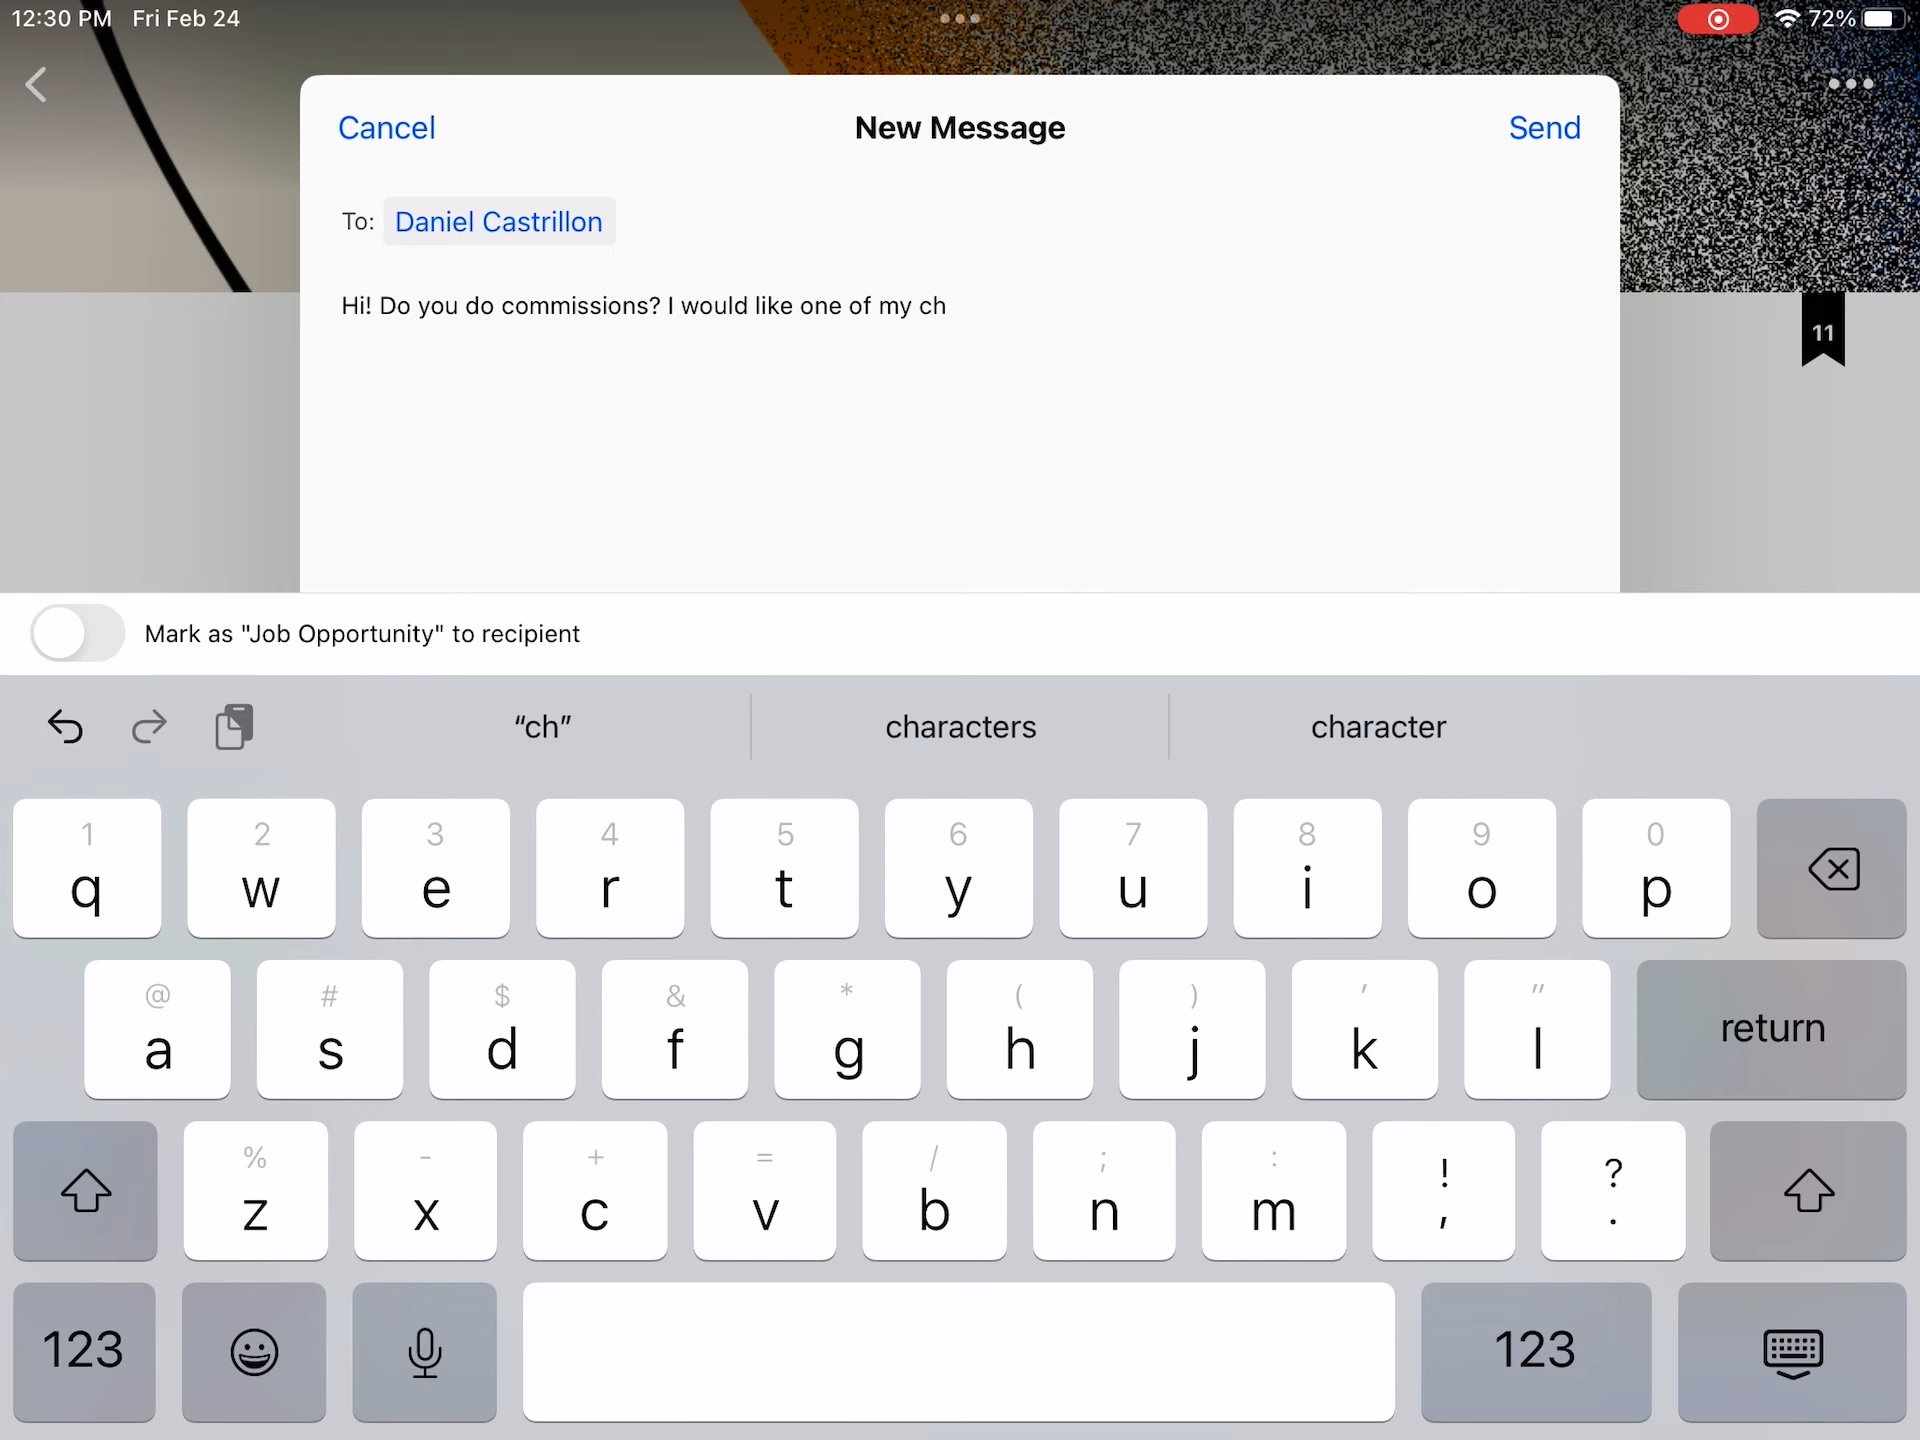 12:30 PM Fri Feb 24
72%
Cancel
New Message
Send
To: Daniel Castrillon
Hi! Do you do commissions? I would like one of my ch
11
Mark as "Job Opportunity" to recipient
“ch”
characters
character
1 2 3 4 5 6 7 8 9 0
q w e r t y u i o p
@ # $ & * ( ) ' "
a s d f g h j k l
return
% - + = / ; : ! ?
z x c v b n m , .
123
123